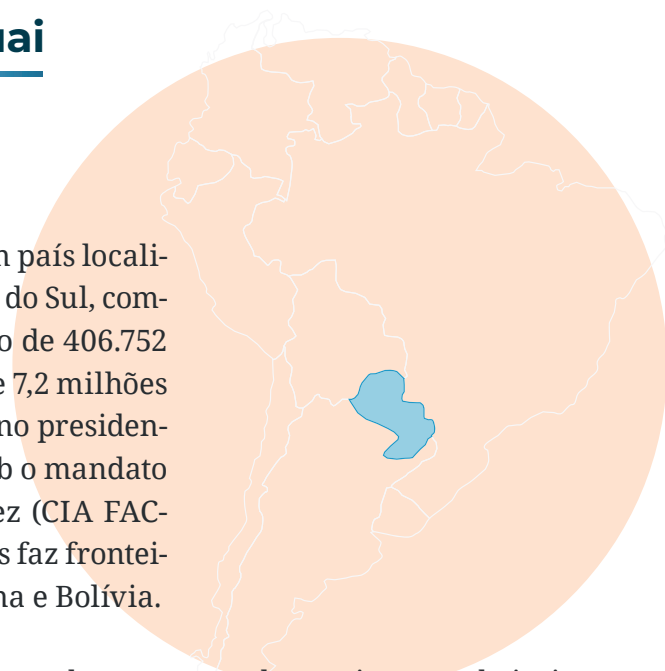 uai
país locali-
do Sul, com-
o de 406.752
e 7,2 milhões
no presiden-
b o mandato
ez (CIA FAC-
s faz frontei-
na e Bolívia.